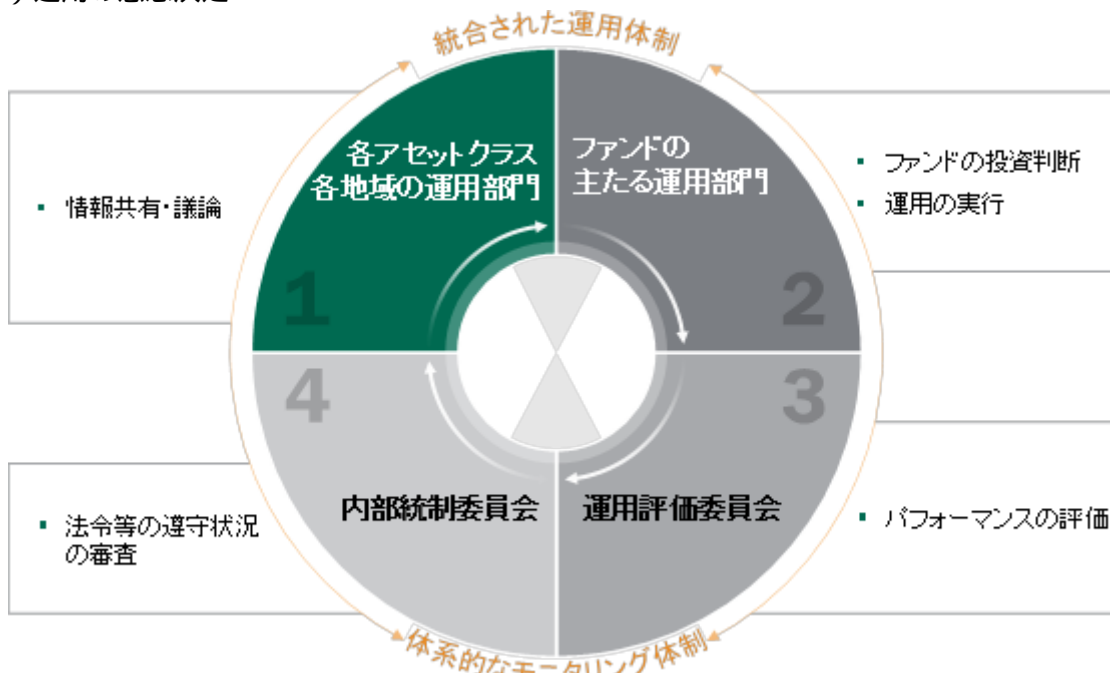 統合された運用体制
各アセットクラス
各地域の運用部門
ファンドの
主たる運用部門
▪ 情報共有・議論
▪ ファンドの投資判断
▪ 運用の実行
1
2
4
3
内部統制委員会
運用評価委員会
▪ 法令等の遵守状況
の審査
▪ パフォーマンスの評価
体系的なモニタリング体制